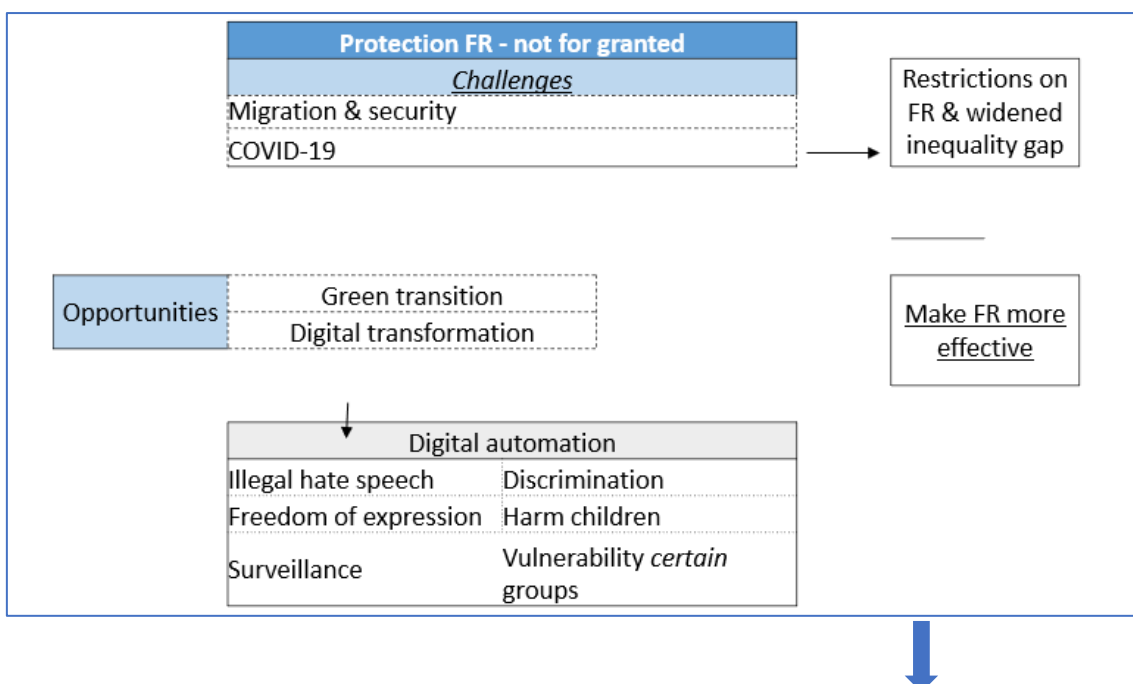 Protection FR - not for granted
Challenges
Migration & security
COVID-19
Restrictions on
FR & widened
inequality gap
Opportunities
Green transition
Digital transformation
Make FR more
effective
Digital automation
Illegal hate speech
Discrimination
Freedom of expression
Harm children
Surveillance
Vulnerability certain
groups